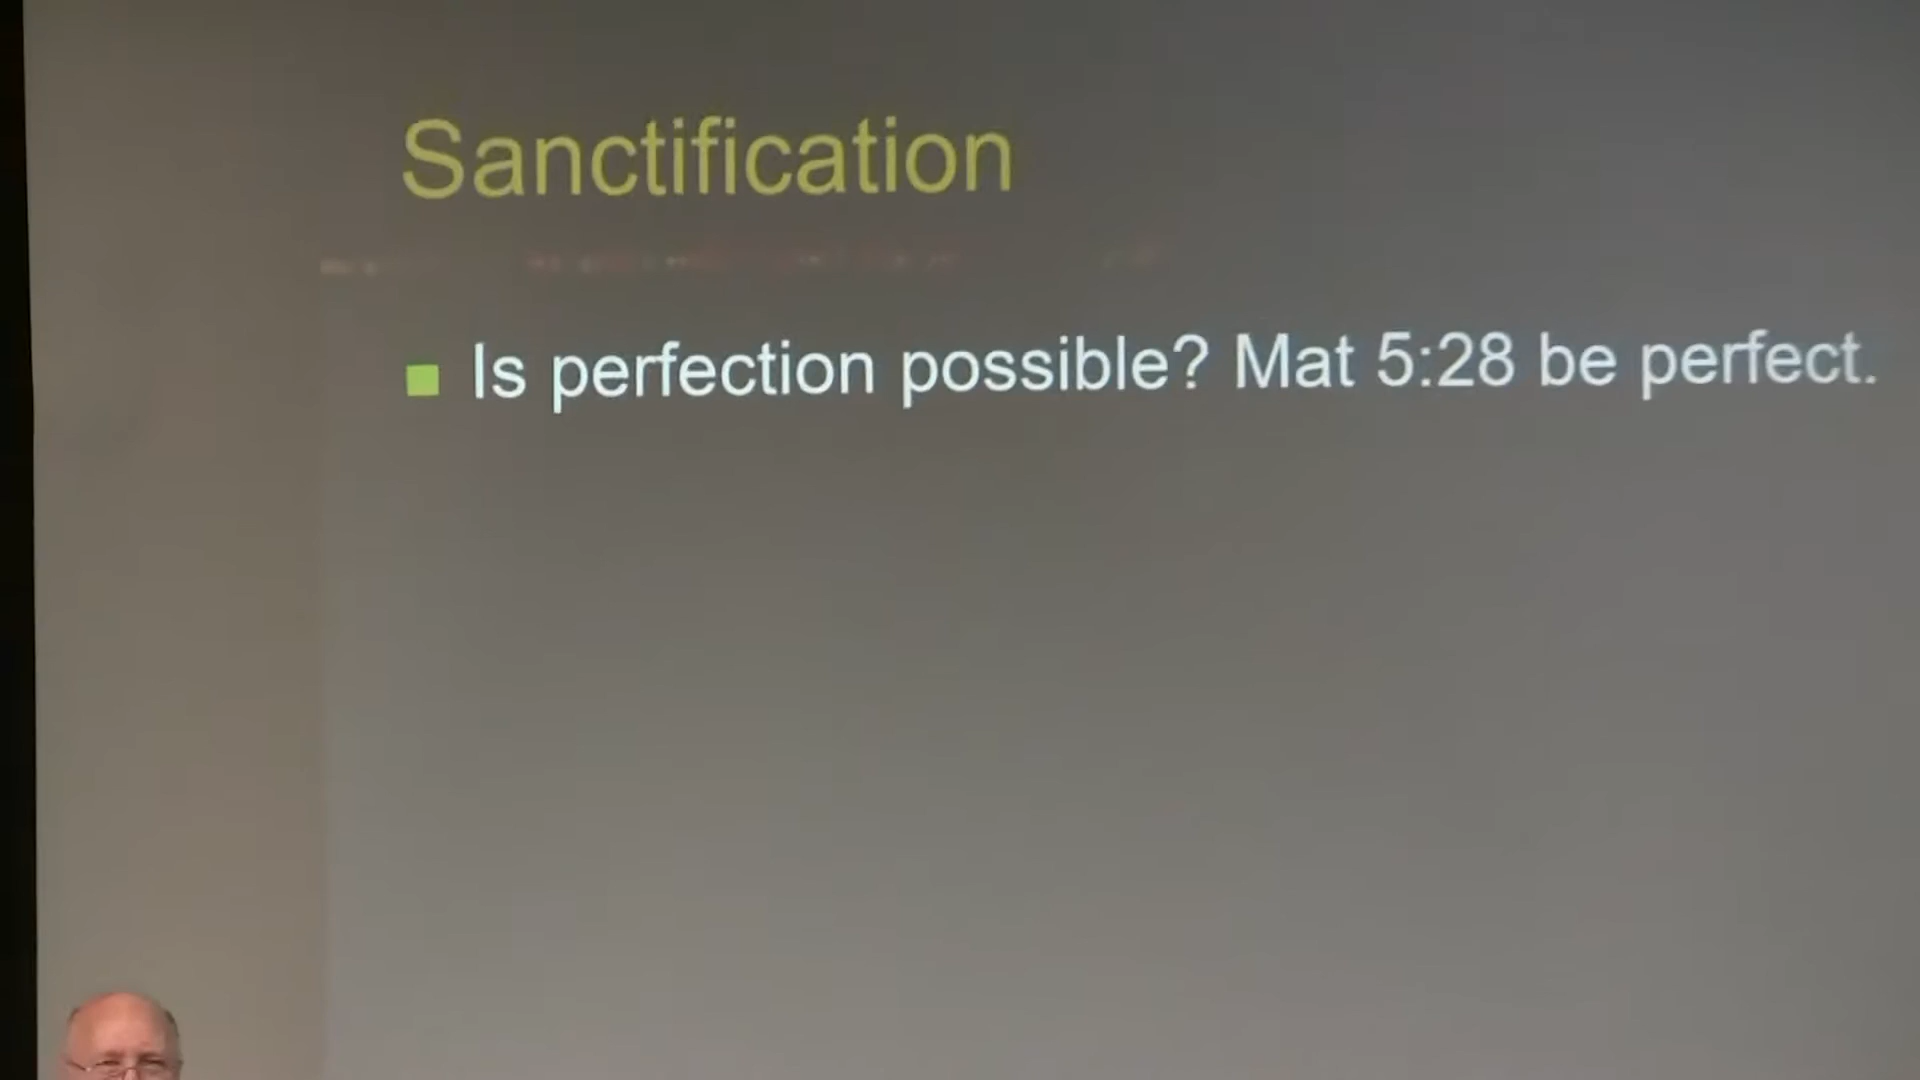 Sanctification
Is perfection possible? Mat 5:28 be perfect.